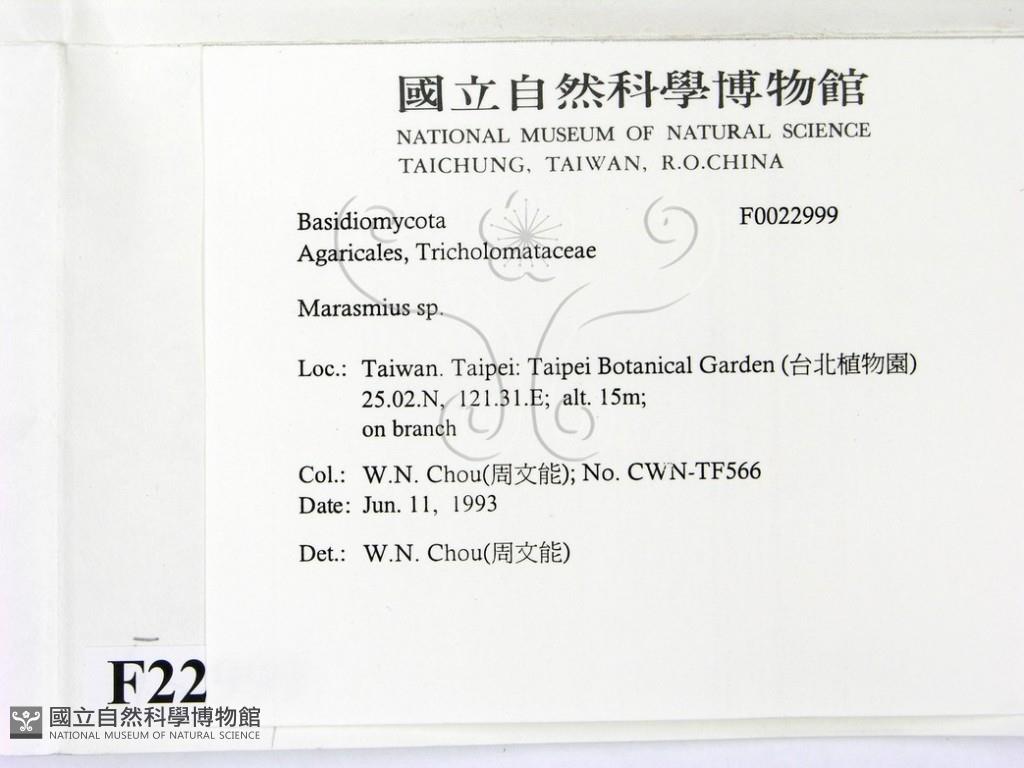 國立自然科學博物館
NATIONAL MUSEUM OF NATURAL SCIENCE
TAICHUNG, TAIWAN, R.O.CHINA
Basidiomycota F0022999
Agaricales, Tricholomataceae
Marasmius sp.
Loc.: Taiwan. Taipei: Taipei Botanical Garden (台北植物園)
25.02.N, 121.31.E; alt. 15m;
on branch
Col.: W.N. Chou(周文能); No. CWN-TF566
Date: Jun. 11, 1993
Det.: W.N. Chou(周文能)
F22
國立自然科學博物館
NATIONAL MUSEUM OF NATURAL SCIENCE